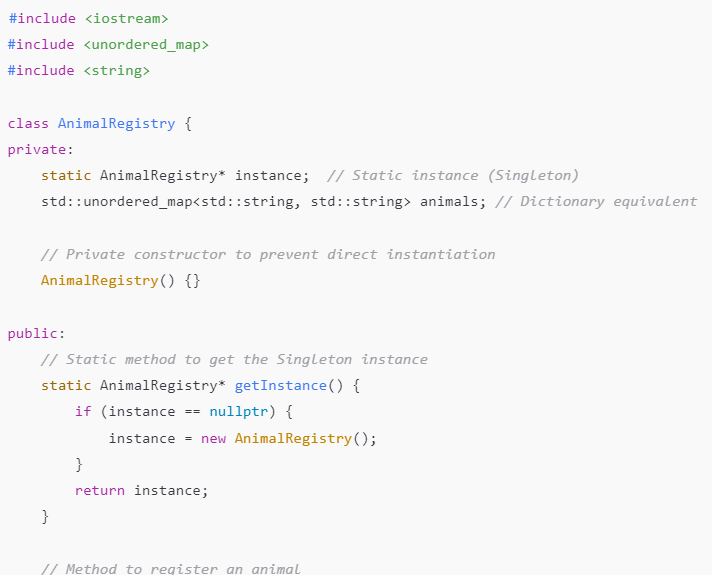 #include <iostream>
#include <unordered_map>
#include <string>
class AnimalRegistry {
private:
    static AnimalRegistry* instance;  // Static instance (Singleton)
    std::unordered_map<std::string, std::string> animals; // Dictionary equivalent
    // Private constructor to prevent direct instantiation
    AnimalRegistry() {}
public:
    // Static method to get the Singleton instance
    static AnimalRegistry* getInstance() {
        if (instance == nullptr) {
            instance = new AnimalRegistry();
        }
        return instance;
    }
    // Method to register an animal